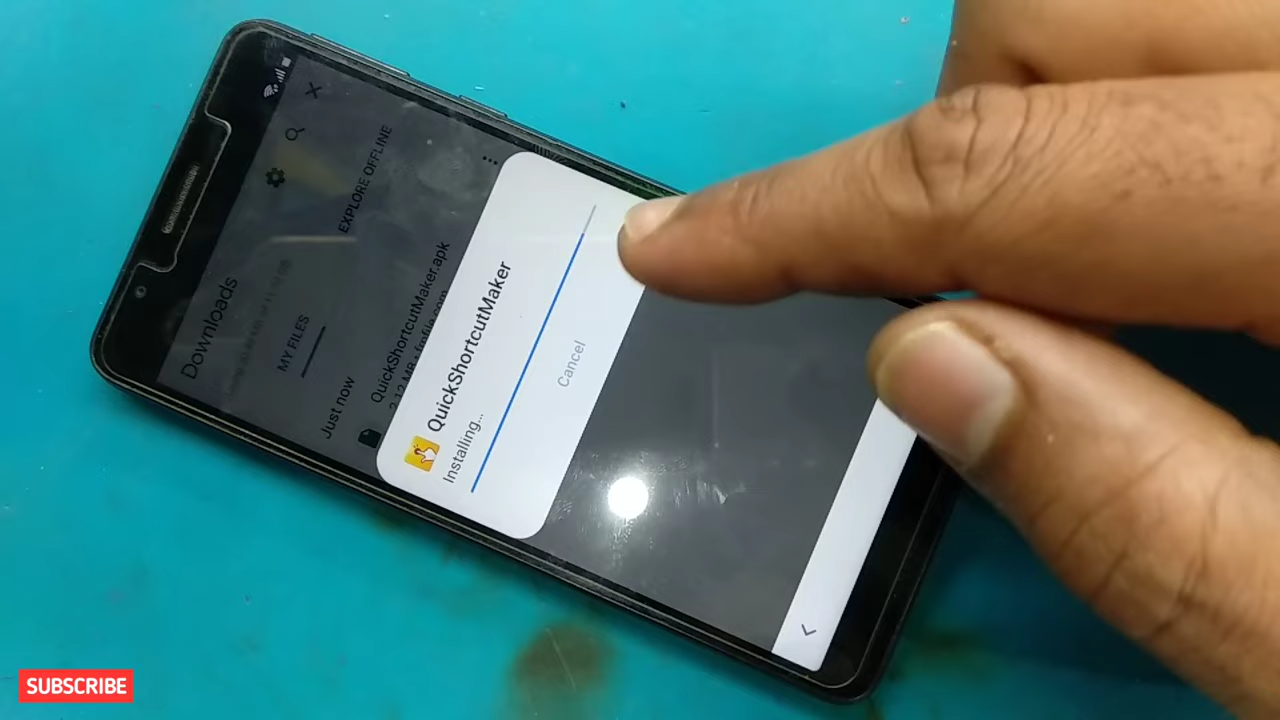 Downloads
MY FILES
EXPLORE OFFLINE
Just now
QuickShortcutMaker.apk
QuickShortcutMaker
Installing...
Cancel
SUBSCRIBE